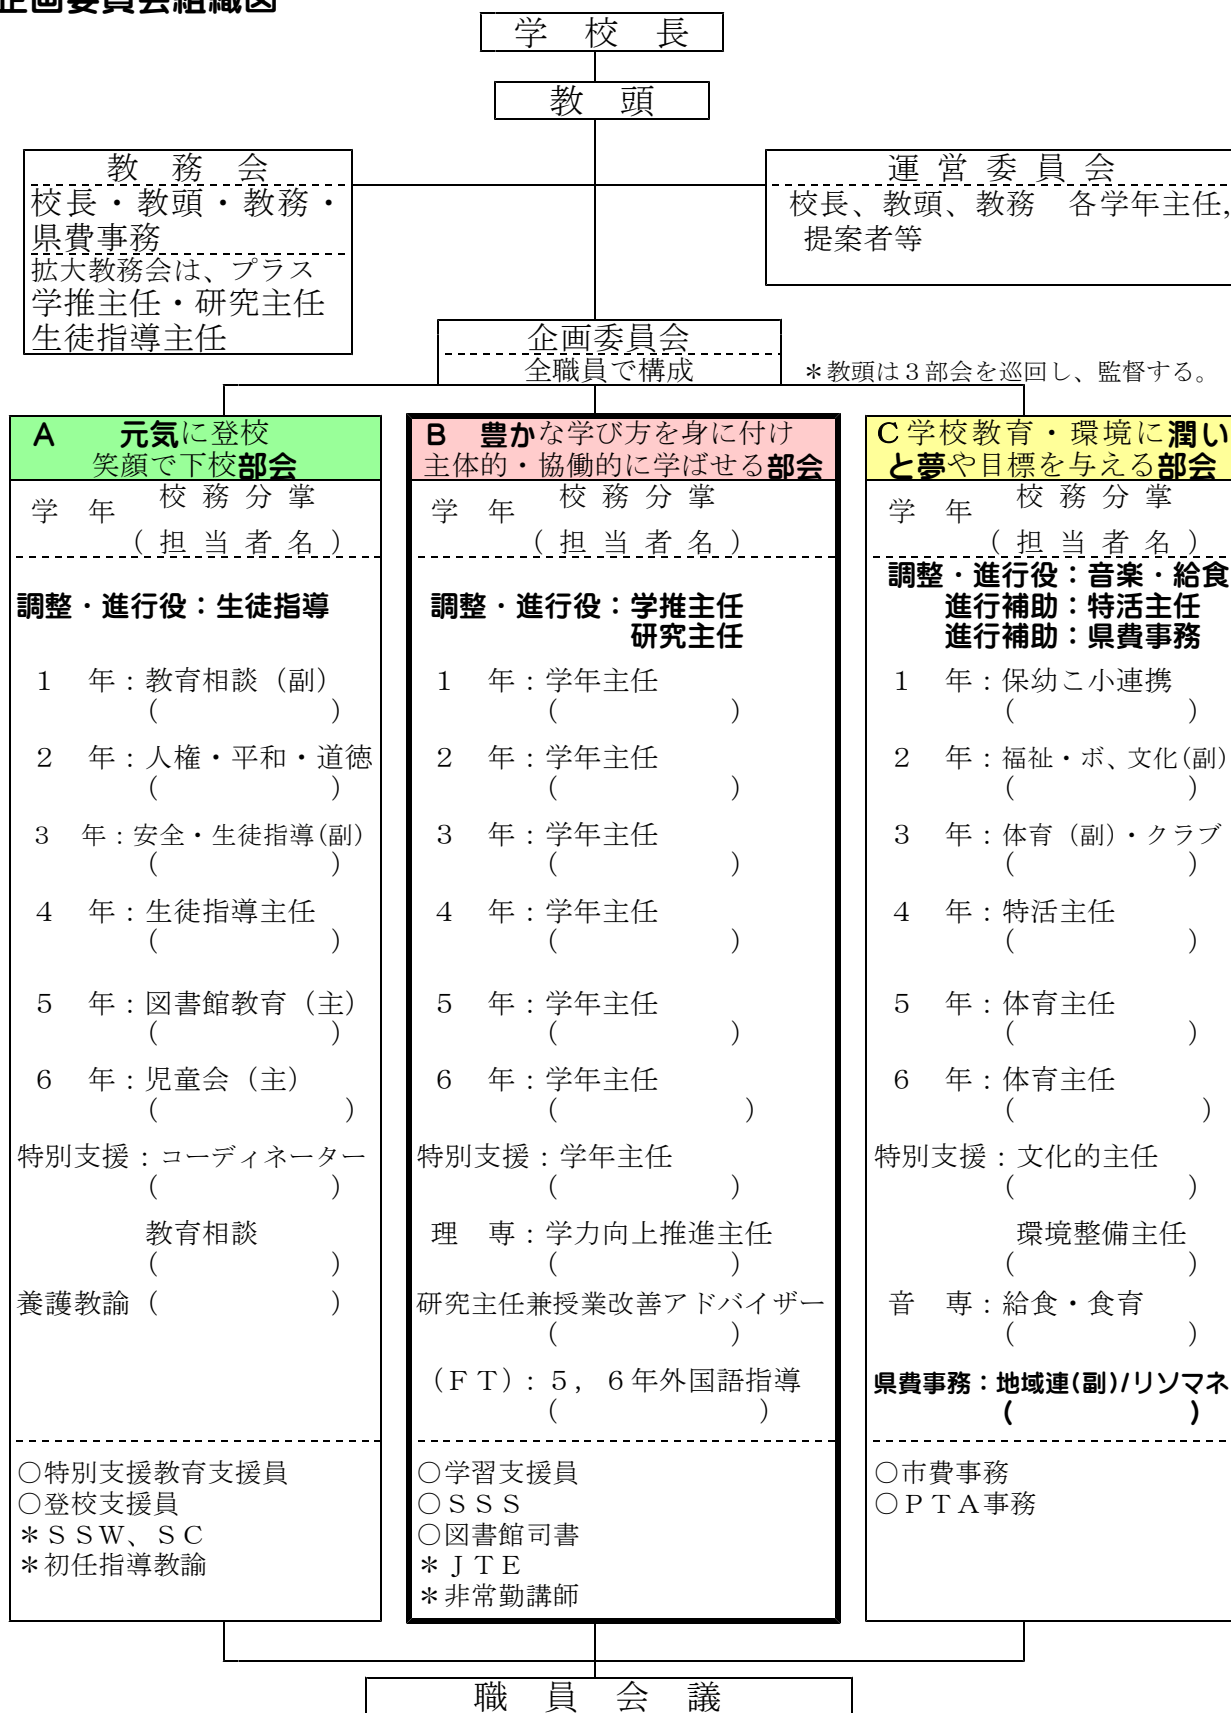 企画委員会組織図
学　校　長
教　頭
教　務　会
校長・教頭・教務・
県費事務
拡大教務会は、プラス
学推主任・研究主任
生徒指導主任
運 営 委 員 会
校長、教頭、教務　各学年主任,
提案者等
企画委員会
全職員で構成
＊教頭は３部会を巡回し、監督する。
Ａ　元気に登校
笑顔で下校部会
学　年　校 務 分 掌
（ 担 当 者 名 ）
調整・進行役：生徒指導
１　年：教育相談（副）
（　　　　　　）
２　年：人権・平和・道徳
（　　　　　　）
３　年：安全・生徒指導(副)
（　　　　　　）
４　年：生徒指導主任
（　　　　　　）
５　年：図書館教育（主）
（　　　　　　）
６　年：児童会（主）
（　　　　　　）
特別支援：コーディネーター
（　　　　　　）
教育相談
（　　　　　　）
養護教諭（　　　　　　）
○特別支援教育支援員
○登校支援員
＊ＳＳＷ、ＳＣ
＊初任指導教諭
Ｂ　豊かな学び方を身に付け
主体的・協働的に学ばせる部会
学　年　校 務 分 掌
（ 担 当 者 名 ）
調整・進行役：学推主任
研究主任
１　年：学年主任
（　　　　　　）
２　年：学年主任
（　　　　　　）
３　年：学年主任
（　　　　　　）
４　年：学年主任
（　　　　　　）
５　年：学年主任
（　　　　　　）
６　年：学年主任
（　　　　　　）
特別支援：学年主任
（　　　　　　）
理　専：学力向上推進主任
（　　　　　　）
研究主任兼授業改善アドバイザー
（　　　　　　）
（ＦＴ）：５，６年外国語指導
（　　　　　　）
○学習支援員
○ＳＳＳ
○図書館司書
＊ＪＴＥ
＊非常勤講師
Ｃ学校教育・環境に潤い
と夢や目標を与える部会
学　年　校 務 分 掌
（ 担 当 者 名 ）
調整・進行役：音楽・給食
進行補助：特活主任
進行補助：県費事務
１　年：保幼こ小連携
（　　　　　　）
２　年：福祉・ボ、文化(副)
（　　　　　　）
３　年：体育（副）・クラブ
（　　　　　　）
４　年：特活主任
（　　　　　　）
５　年：体育主任
（　　　　　　）
６　年：体育主任
（　　　　　　）
特別支援：文化的主任
（　　　　　　）
環境整備主任
（　　　　　　）
音　専：給食・食育
（　　　　　　）
県費事務：地域連(副)/リソマネ
（　　　　　　）
○市費事務
○ＰＴＡ事務
職　員　会　議